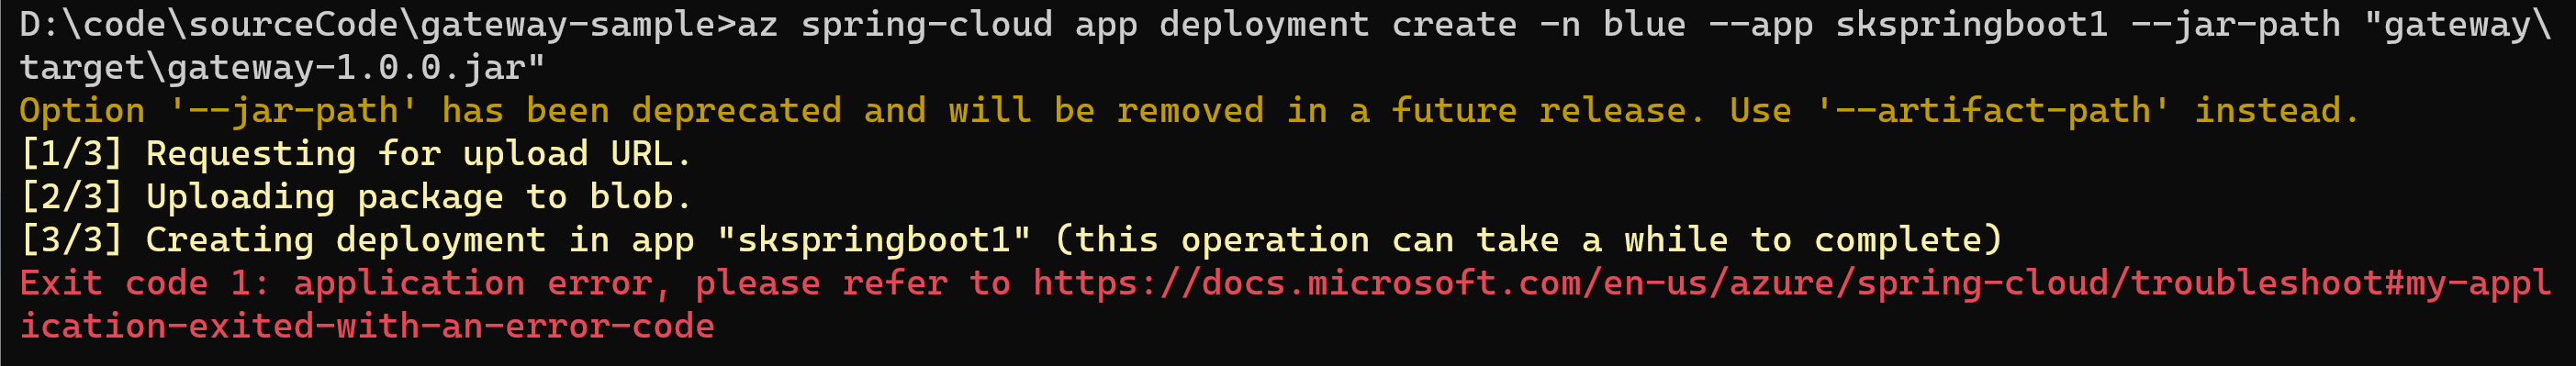 D:\code\sourceCode\gateway-sample>az spring-cloud app deployment create -n blue --app skspringboot1 --jar-path "gateway\
target\gateway-1.0.0.jar"
Option '--jar-path' has been deprecated and will be removed in a future release. Use '--artifact-path' instead.
[1/3] Requesting for upload URL.
[2/3] Uploading package to blob.
[3/3] Creating deployment in app "skspringboot1" (this operation can take a while to complete)
Exit code 1: application error, please refer to https://docs.microsoft.com/en-us/azure/spring-cloud/troubleshoot#my-appl
ication-exited-with-an-error-code